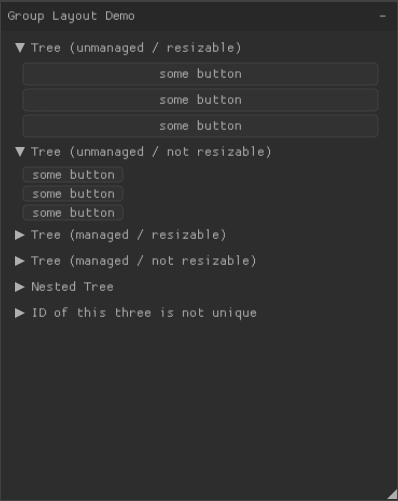 Group Layout Demo
Tree (unmanaged / resizable)
some button
some button
some button
Tree (unmanaged / not resizable)
some button
some button
some button
Tree (managed / resizable)
Tree (managed / not resizable)
Nested Tree
ID of this three is not unique